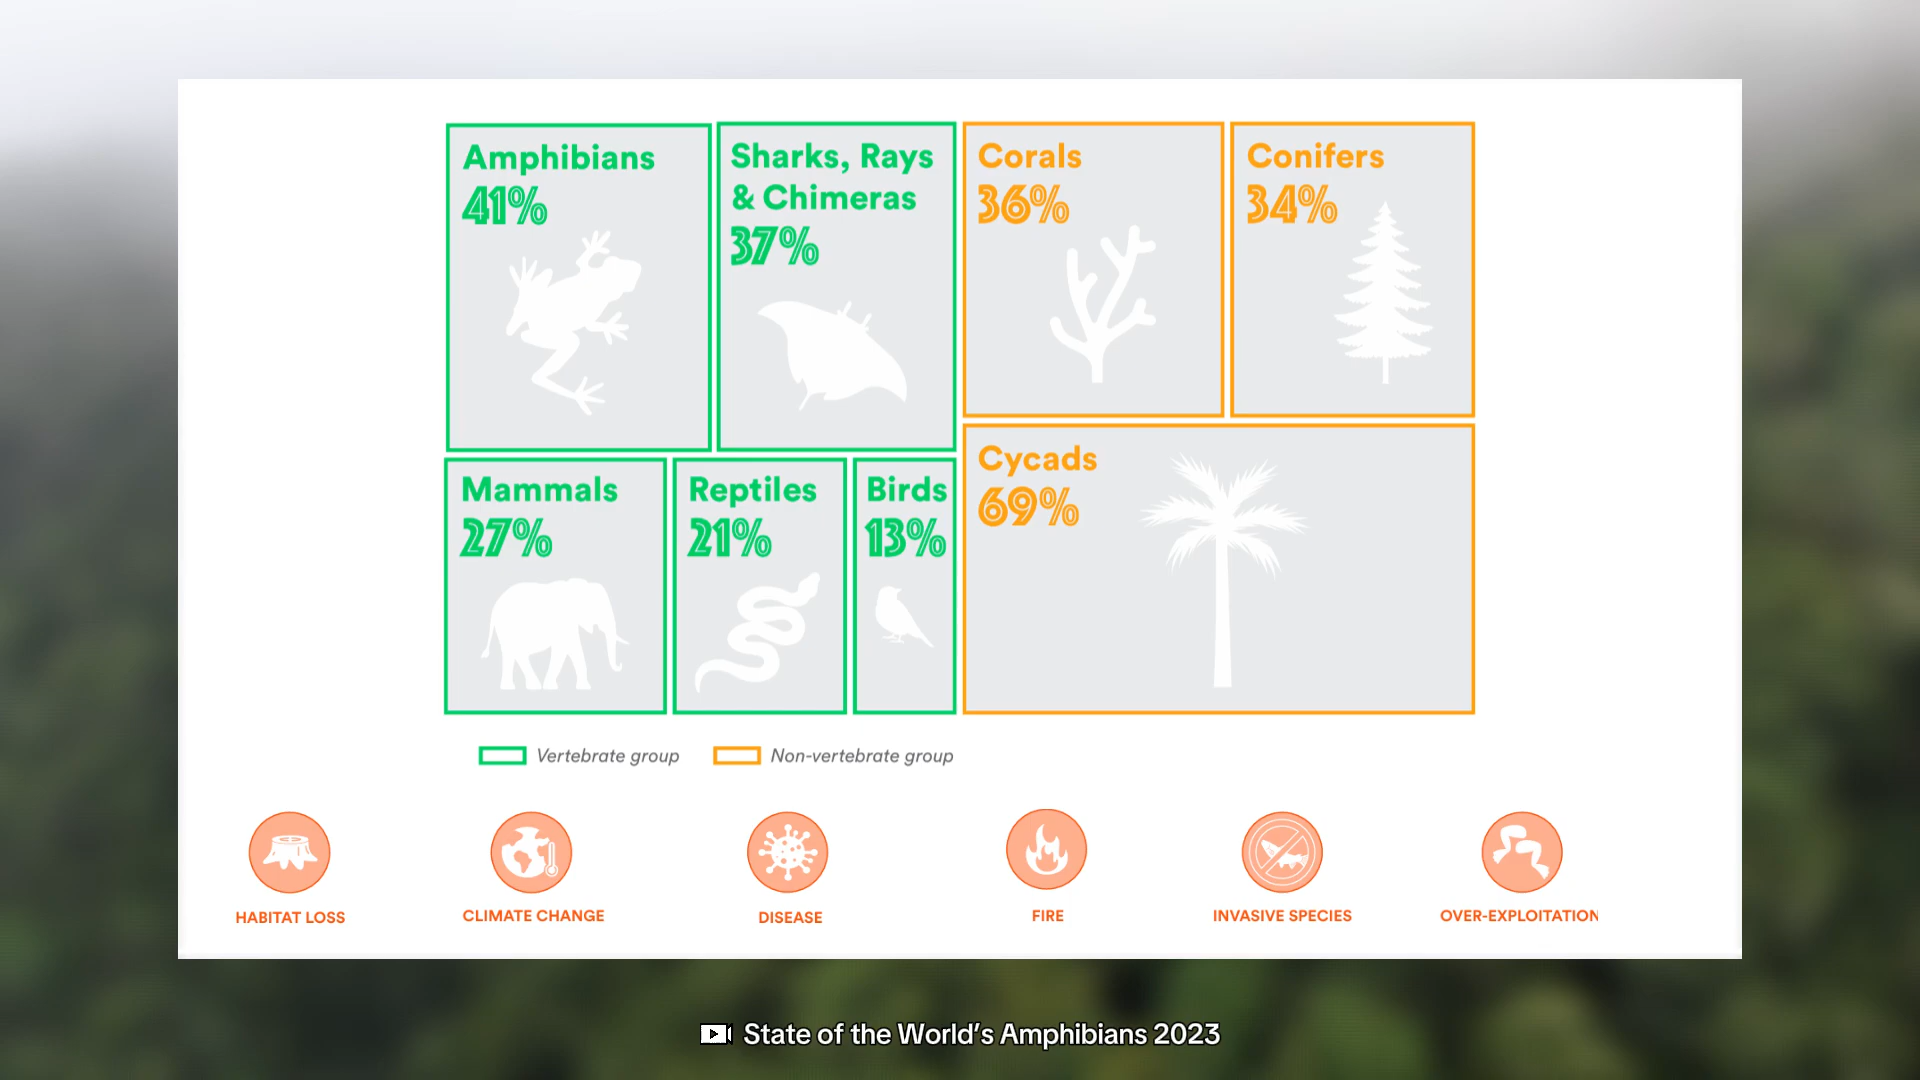 Amphibians
41%
Sharks, Rays
& Chimeras
37%
Corals
36%
Conifers
34%
Mammals
27%
Reptiles
21%
Birds
13%
Cycads
69%
Vertebrate group
Non-vertebrate group
HABITAT LOSS
CLIMATE CHANGE
DISEASE
FIRE
INVASIVE SPECIES
OVER-EXPLOITATION
State of the World's Amphibians 2023